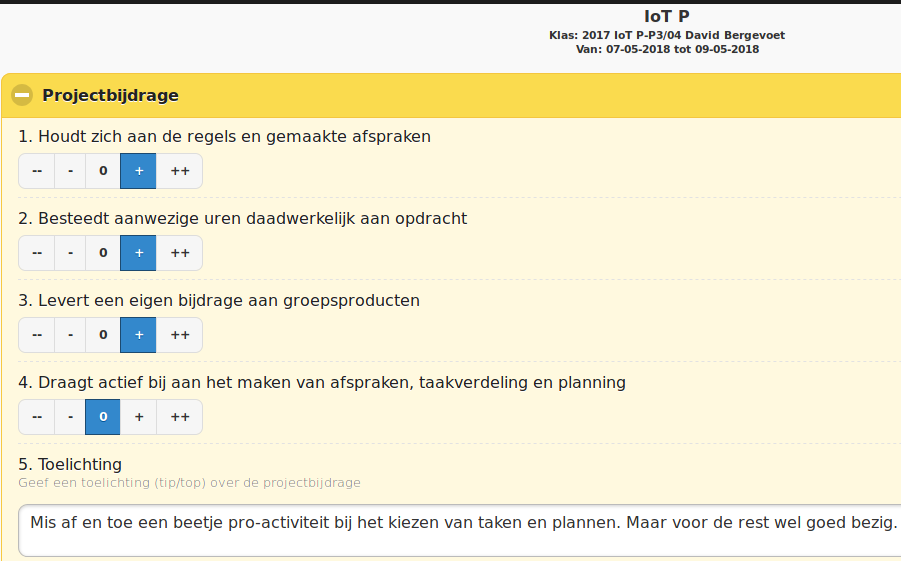 IoT P
Klas: 2017 IoT P-P3/04 David Bergevoet
Van: 07-05-2018 tot 09-05-2018
Projectbijdrage
1. Houdt zich aan de regels en gemaakte afspraken
-- - 0 + ++
2. Besteedt aanwezige uren daadwerkelijk aan opdracht
-- - 0 + ++
3. Levert een eigen bijdrage aan groepsproducten
-- - 0 + ++
4. Draagt actief bij aan het maken van afspraken, taakverdeling en planning
-- - 0 + ++
5. Toelichting
Geef een toelichting (tip/top) over de projectbijdrage
Mis af en toe een beetje pro-activiteit bij het kiezen van taken en plannen. Maar voor de rest wel goed bezig.